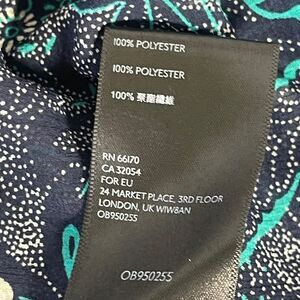 100% POLYESTER
100% POLYESTER
100% 聚酯纖維
RN 66170
CA 32054
FOR EU
24 MARKET PLACE, 3RD FLOOR
LONDON, UK W1W8AN
OB950255
OB950255